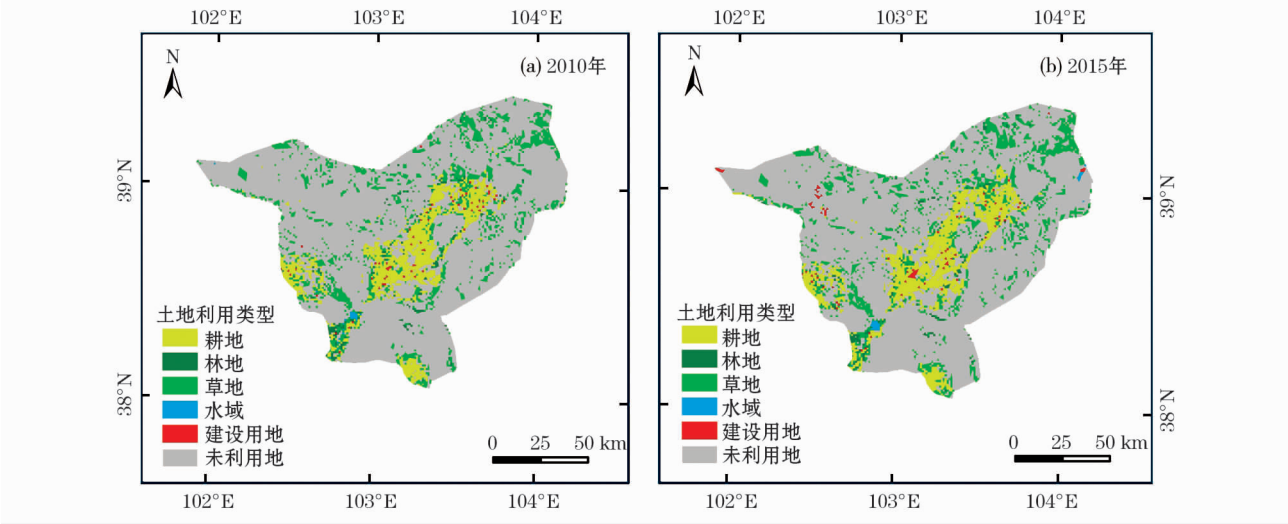 102°E 103°E 104°E
N
(a) 2010年
39°N
38°N
土地利用类型
耕地
林地
草地
水域
建设用地
未利用地
0 25 50 km
102°E 103°E 104°E
102°E 103°E 104°E
N
(b) 2015年
39°N
38°N
土地利用类型
耕地
林地
草地
水域
建设用地
未利用地
0 25 50 km
102°E 103°E 104°E